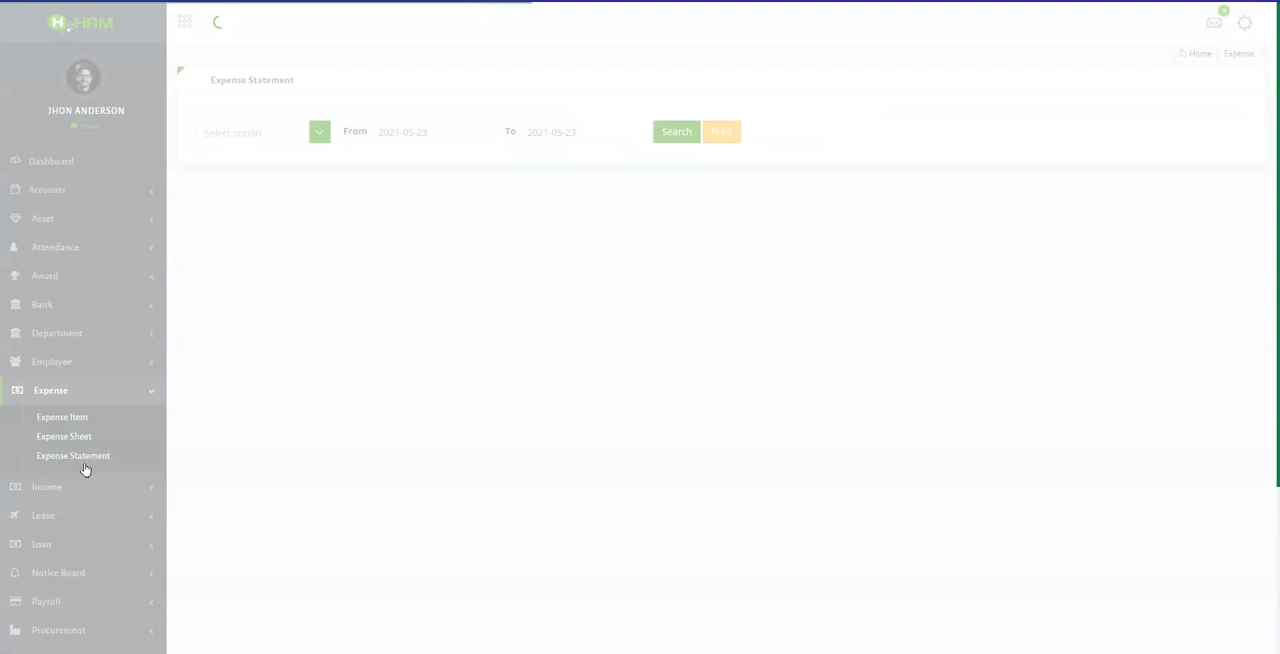 H-HRM
JHON ANDERSON
Dashboard
Accounts
Asset
Attendance
Award
Bank
Department
Employee
Expense
Expense Item
Expense Sheet
Expense Statement
Income
Leave
Loan
Notice Board
Payroll
Procurement
Home Expense
Expense Statement
Select option From 2021-05-23 To 2021-05-23 Search Print